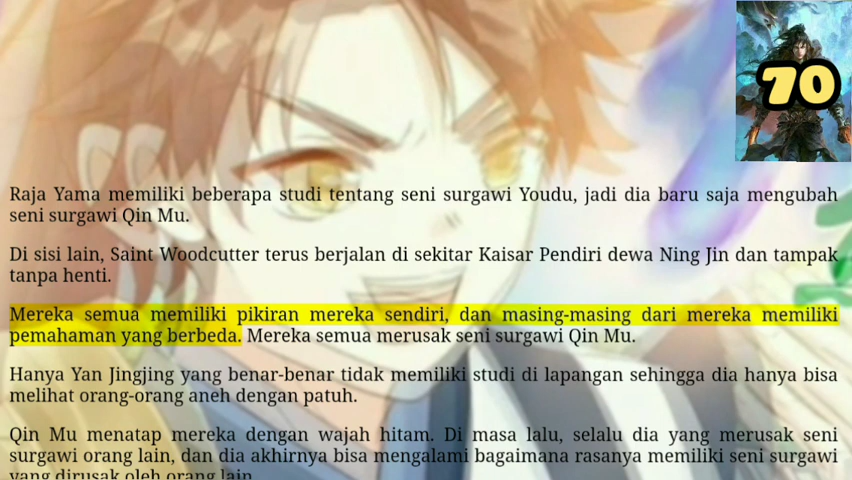 70
Raja Yama memiliki beberapa studi tentang seni surgawi Youdu, jadi dia baru saja mengubah
seni surgawi Qin Mu.
Di sisi lain, Saint Woodcutter terus berjalan di sekitar Kaisar Pendiri dewa Ning Jin dan tampak
tanpa henti.
Mereka semua memiliki pikiran mereka sendiri, dan masing-masing dari mereka memiliki
pemahaman yang berbeda. Mereka semua merusak seni surgawi Qin Mu.
Hanya Yan Jingjing yang benar-benar tidak memiliki studi di lapangan sehingga dia hanya bisa
melihat orang-orang aneh dengan patuh.
Qin Mu menatap mereka dengan wajah hitam. Di masa lalu, selalu dia yang merusak seni
surgawi orang lain, dan dia akhirnya bisa mengalami bagaimana rasanya memiliki seni surgawi
yang dirusak oleh orang lain.